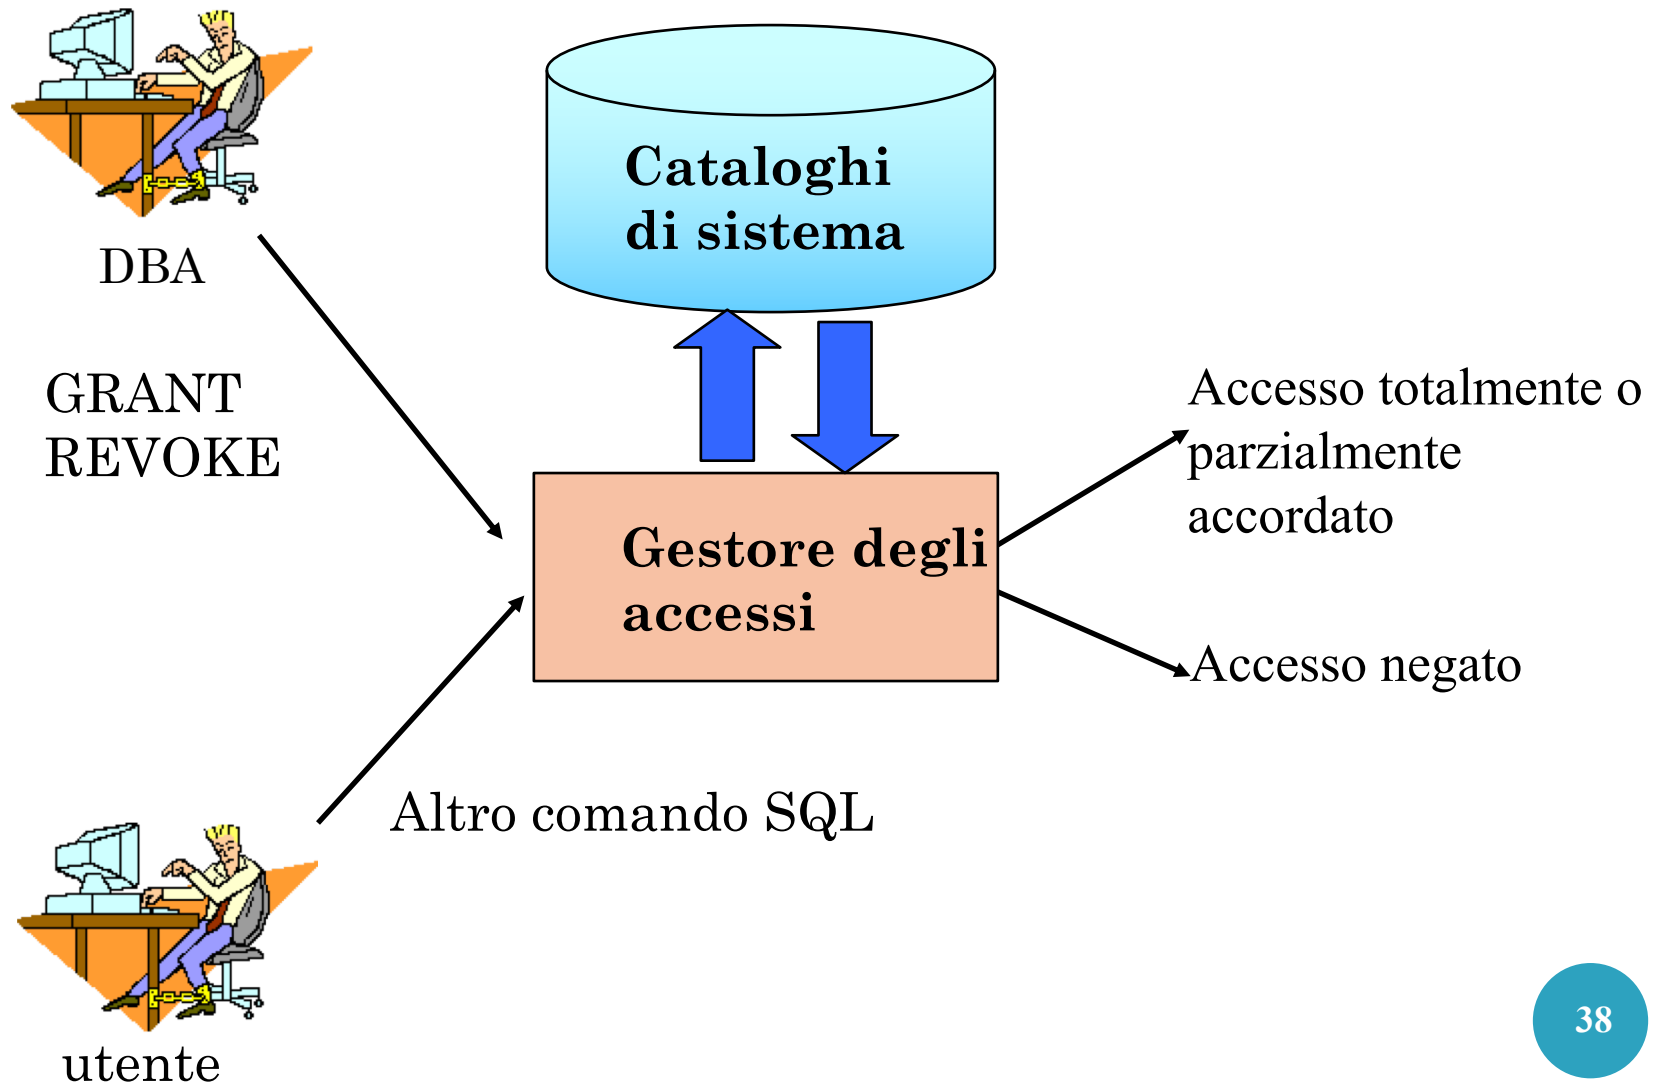 Cataloghi
di sistema
DBA
GRANT
REVOKE
Accesso totalmente o
parzialmente
accordato
Gestore degli
accessi
Accesso negato
Altro comando SQL
utente
38